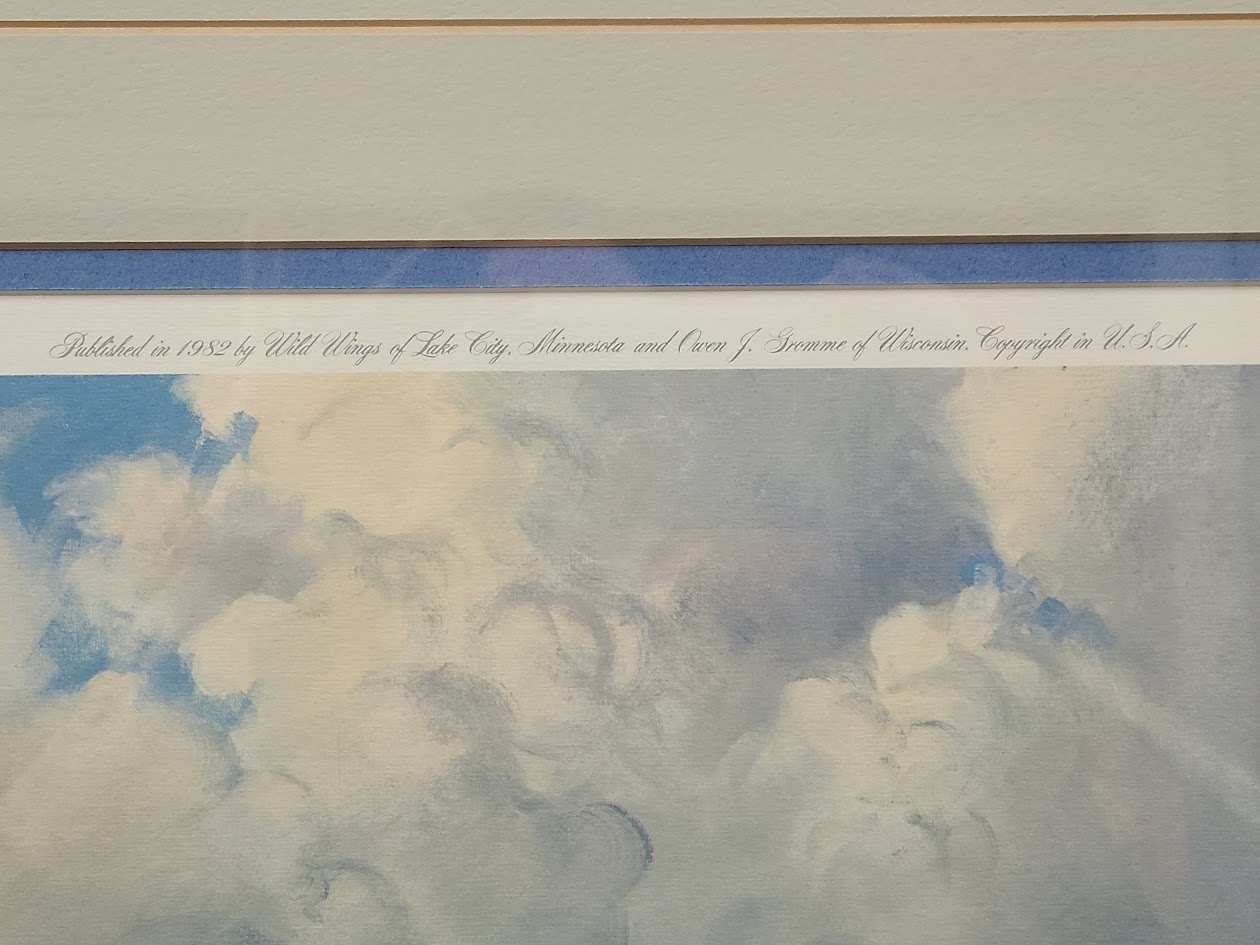 Published in 1982 by Wild Wings of Lake City, Minnesota and Owen J. Gromme of Wisconsin. Copyright in U.S.A.